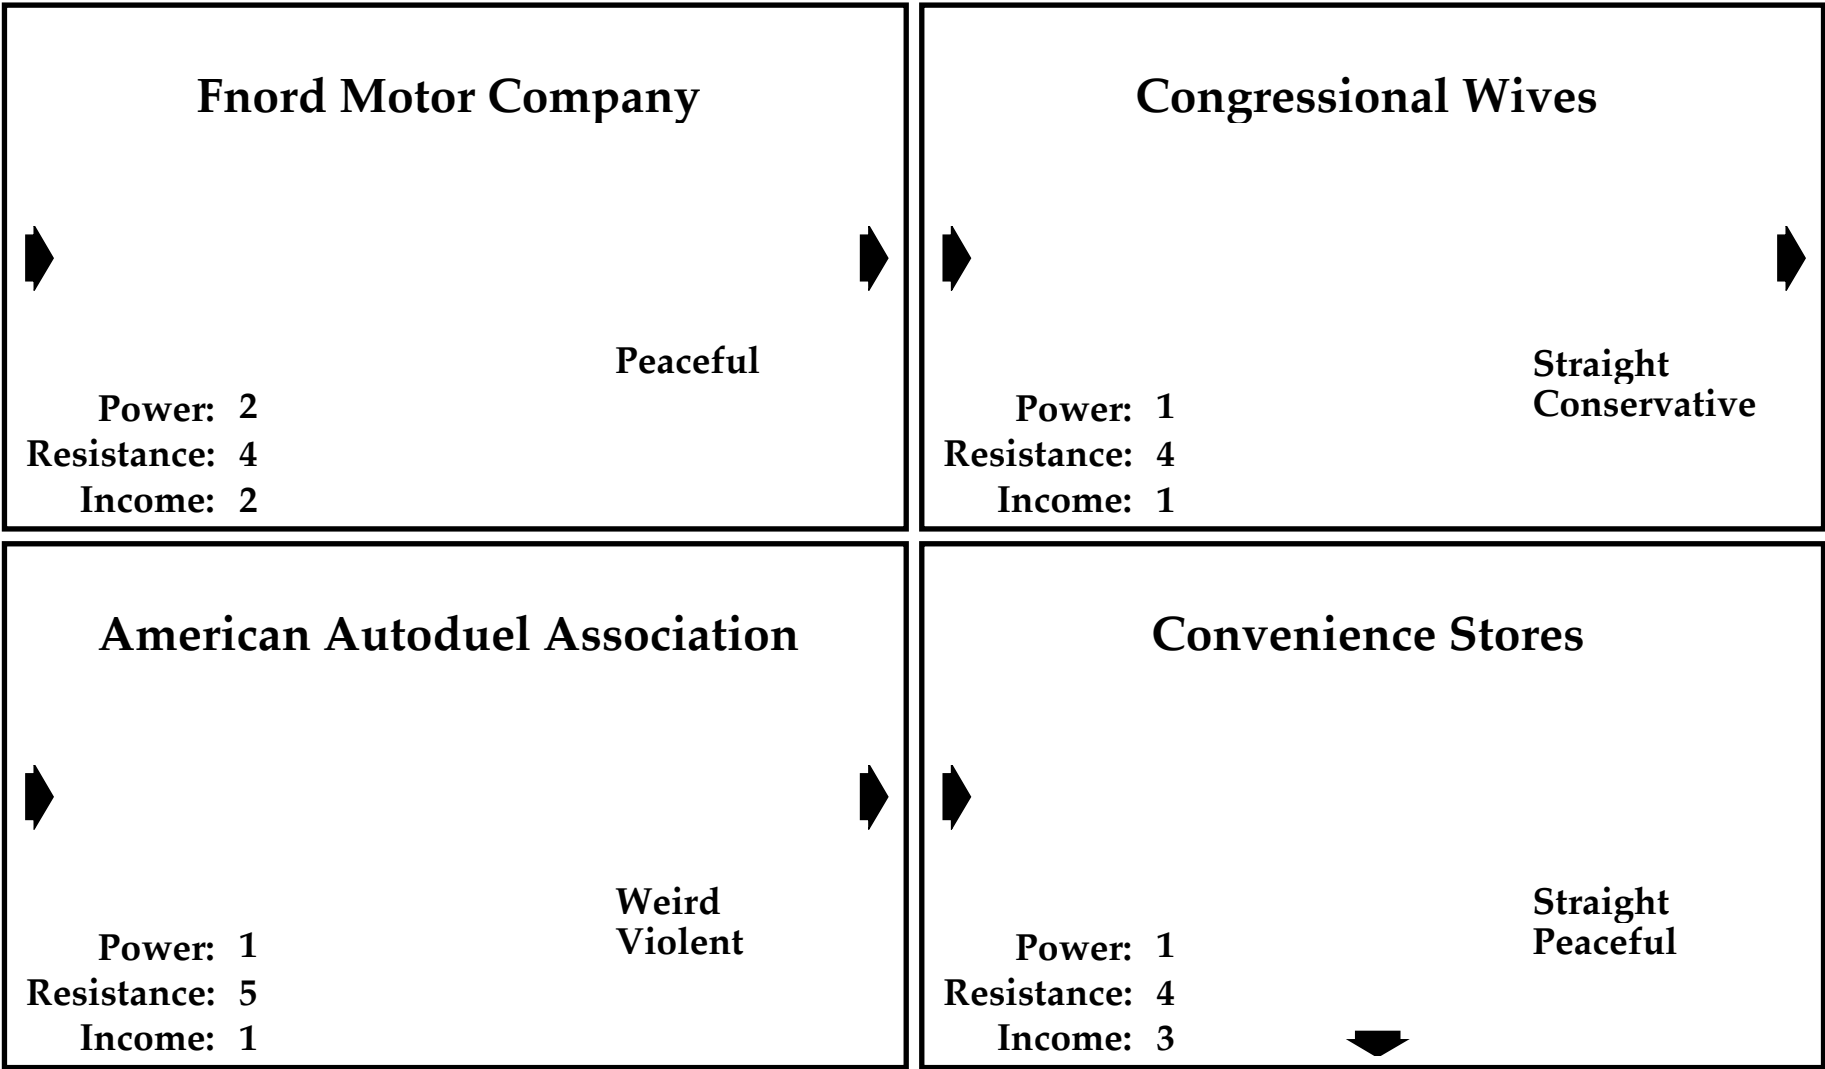 Fnord Motor Company
Peaceful
Power: 2
Resistance: 4
Income: 2
Congressional Wives
Straight
Conservative
Power: 1
Resistance: 4
Income: 1
American Autoduel Association
Weird
Violent
Power: 1
Resistance: 5
Income: 1
Convenience Stores
Straight
Peaceful
Power: 1
Resistance: 4
Income: 3